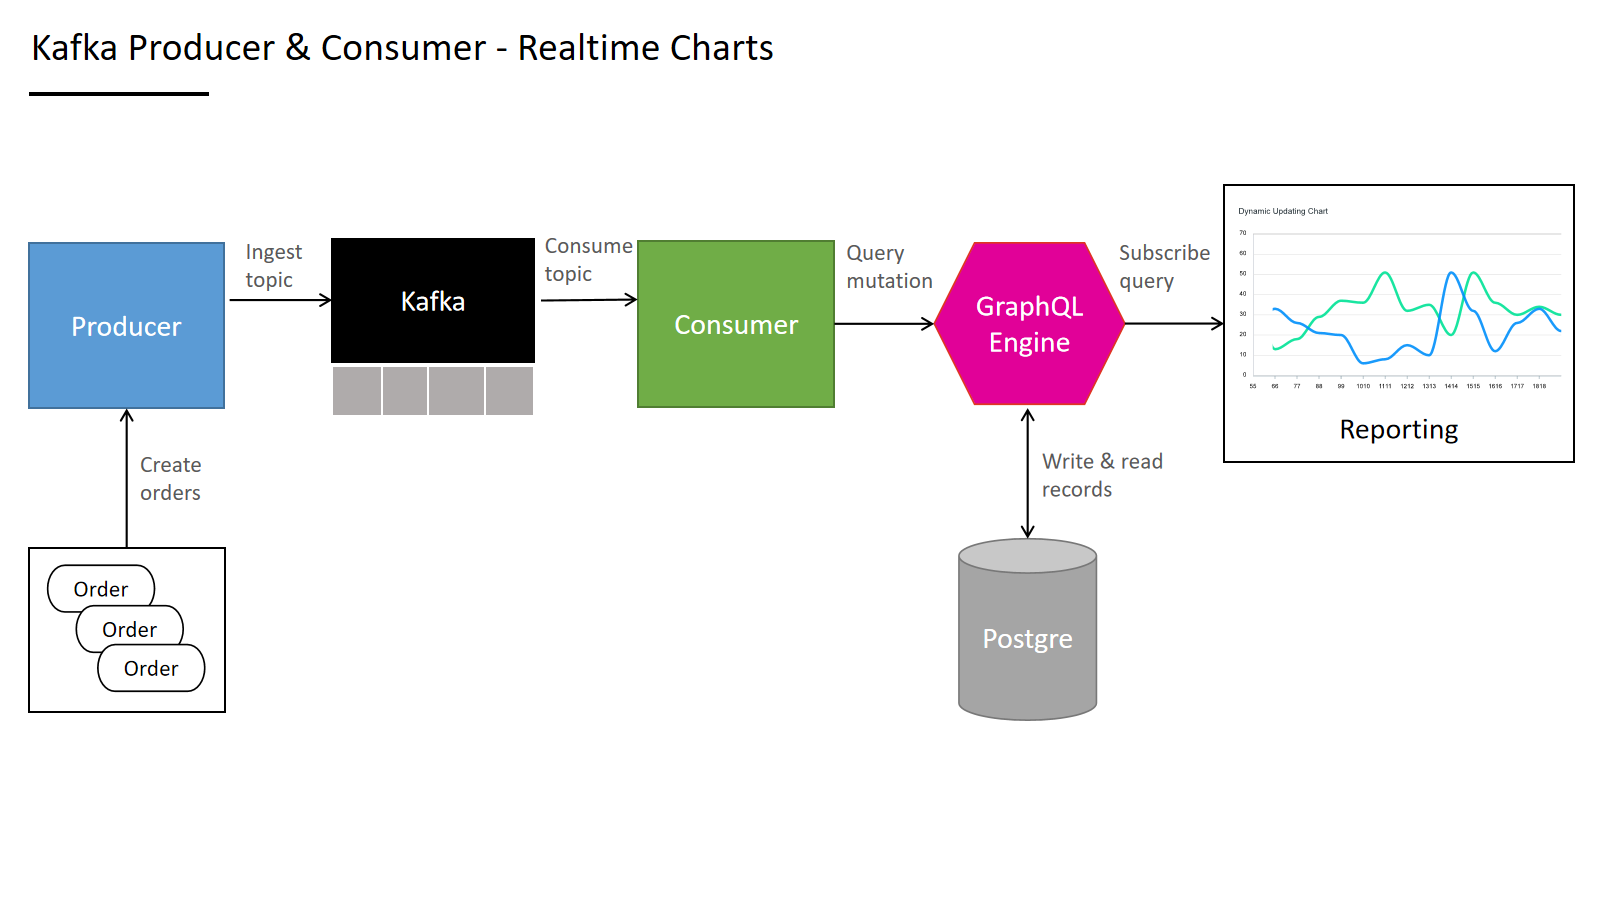 Kafka Producer & Consumer - Realtime Charts
Producer
Ingest
topic
Kafka
Consume
topic
Consumer
Query
mutation
GraphQL
Engine
Subscribe
query
Dynamic Updating Chart
70
60
50
40
30
20
10
0
55 66 77 88 99 1010 1111 1212 1313 1414 1515 1616 1717 1818
Reporting
Create
orders
Order
Order
Order
Write & read
records
Postgre